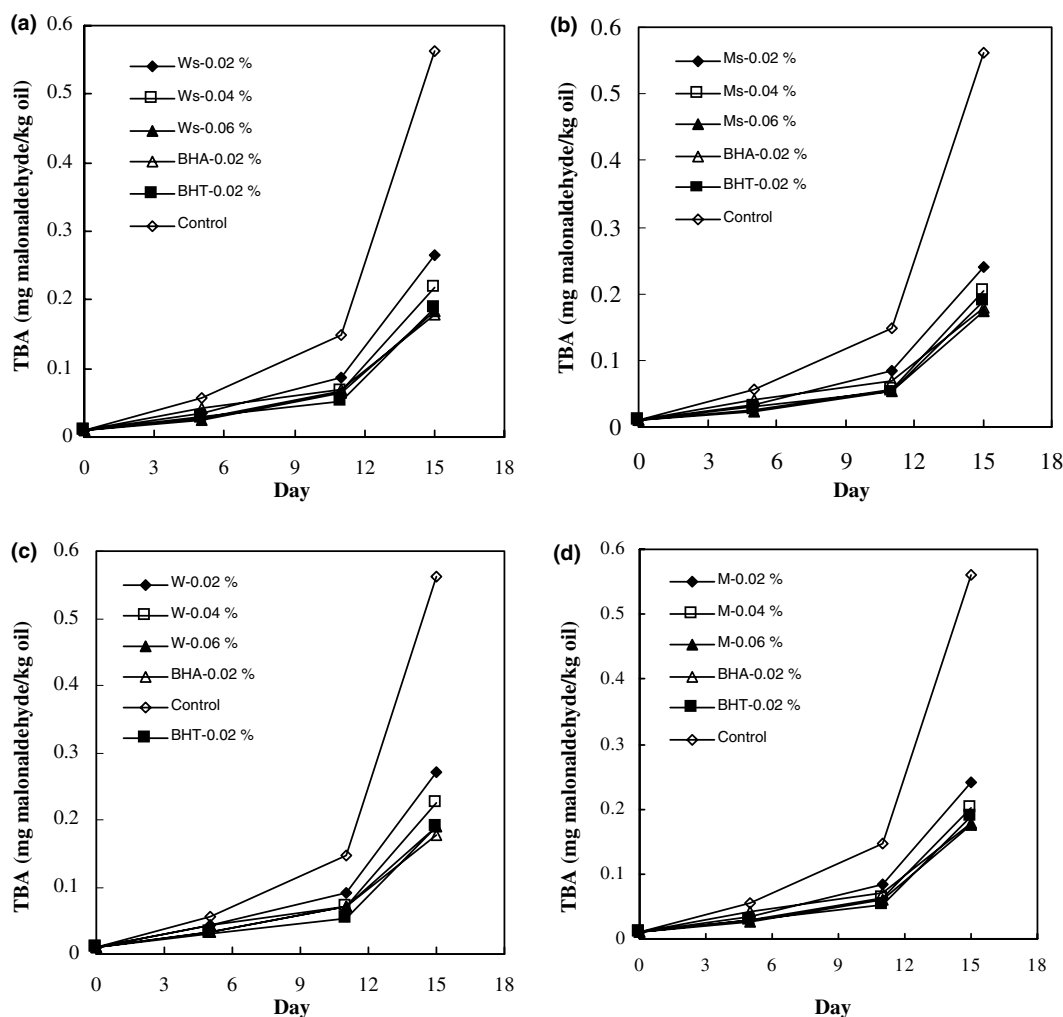 (a)
0.6
0.5
0.4
0.3
0.2
0.1
0
TBA (mg malonaldehyde/kg oil)
Ws-0.02 %
Ws-0.04 %
Ws-0.06 %
BHA-0.02 %
BHT-0.02 %
Control
0 3 6 9 12 15 18
Day
(b)
0.6
0.5
0.4
0.3
0.2
0.1
0
TBA (mg malonaldehyde/kg oil)
Ms-0.02 %
Ms-0.04 %
Ms-0.06 %
BHA-0.02 %
BHT-0.02 %
Control
0 3 6 9 12 15 18
Day
(c)
0.6
0.5
0.4
0.3
0.2
0.1
0
TBA (mg malonaldehyde/kg oil)
W-0.02 %
W-0.04 %
W-0.06 %
BHA-0.02 %
Control
BHT-0.02 %
0 3 6 9 12 15 18
Day
(d)
0.6
0.5
0.4
0.3
0.2
0.1
0
TBA (mg malonaldehyde/kg oil)
M-0.02 %
M-0.04 %
M-0.06 %
BHA-0.02 %
BHT-0.02 %
Control
0 3 6 9 12 15 18
Day